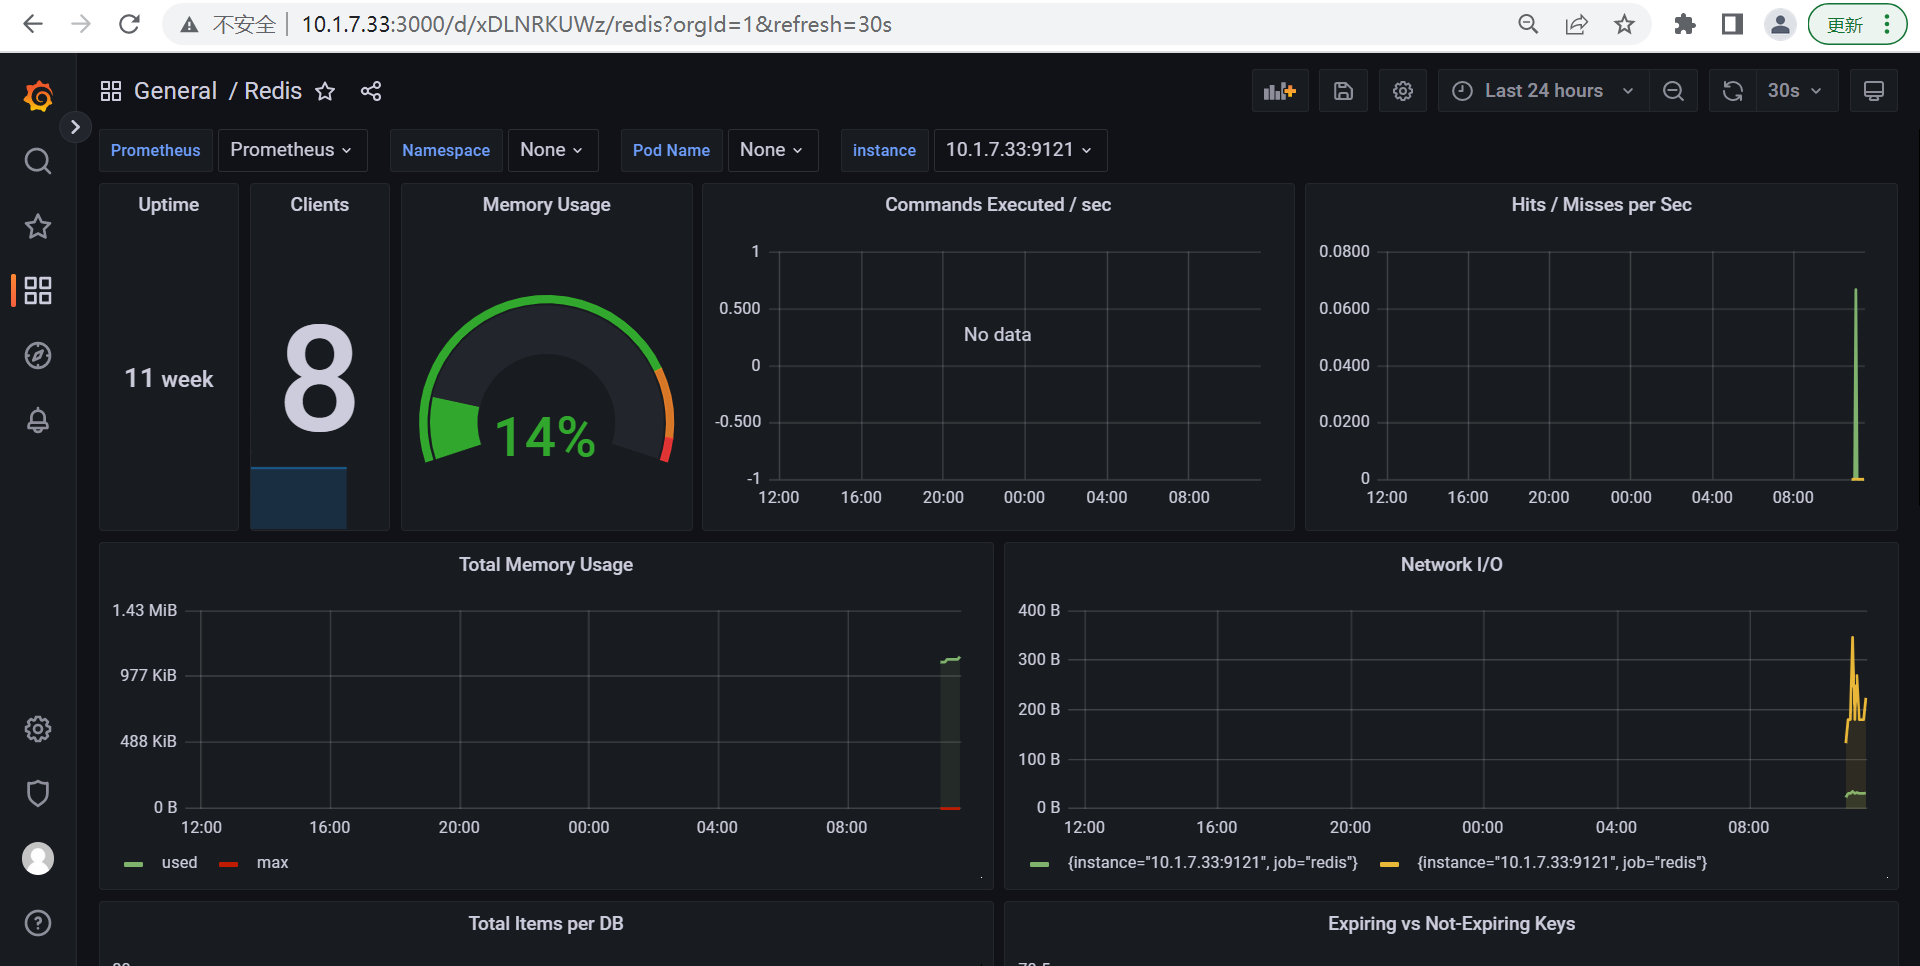 不安全 10.1.7.33:3000/d/xDLNRKUWz/redis?orgId=1&refresh=30s 更新
General / Redis Last 24 hours 30s
Prometheus Prometheus Namespace None Pod Name None instance 10.1.7.33:9121
Uptime
11 week
Clients
8
Memory Usage
14%
Commands Executed / sec
1
0.500
0
-0.500
-1
No data
12:00 16:00 20:00 00:00 04:00 08:00
Hits / Misses per Sec
0.0800
0.0600
0.0400
0.0200
0
12:00 16:00 20:00 00:00 04:00 08:00
Total Memory Usage
1.43 MiB
977 KiB
488 KiB
0 B
12:00 16:00 20:00 00:00 04:00 08:00
used max
Network I/O
400 B
300 B
200 B
100 B
0 B
12:00 16:00 20:00 00:00 04:00 08:00
{instance="10.1.7.33:9121", job="redis"} {instance="10.1.7.33:9121", job="redis"}
Total Items per DB
Expiring vs Not-Expiring Keys